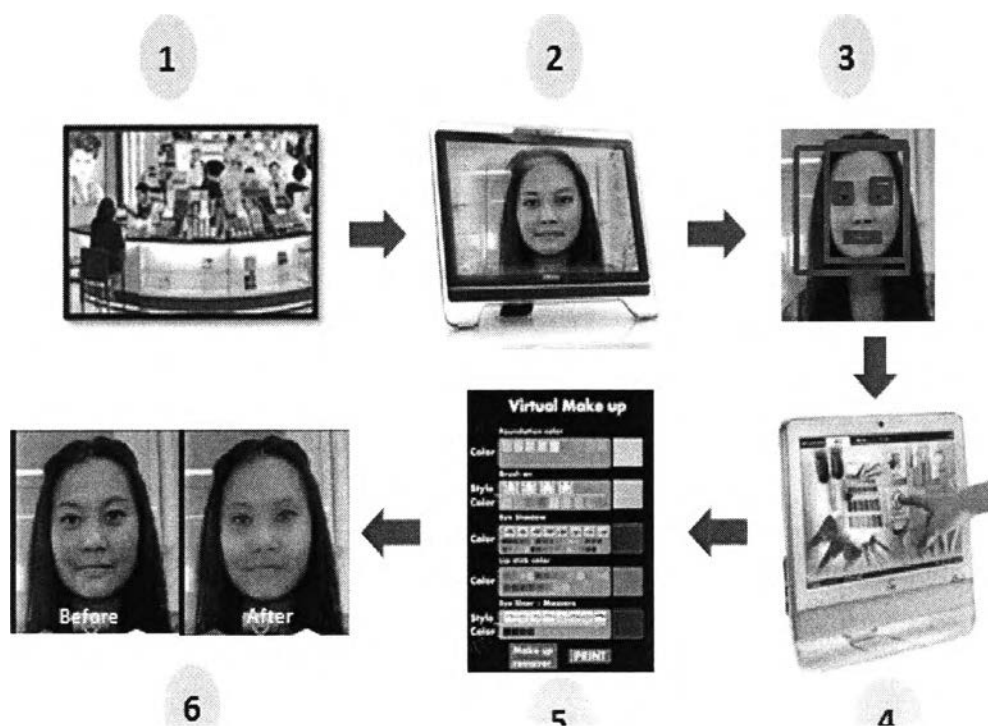 1
2
3
Virtual Make up
Foundation color
Color
Brush on
Style
Color
Eye Shadow
Color
Lip stick color
Color
Eye liner - Mascara
Style
Color
Make up
remover
PRINT
Before
After
6
5
4